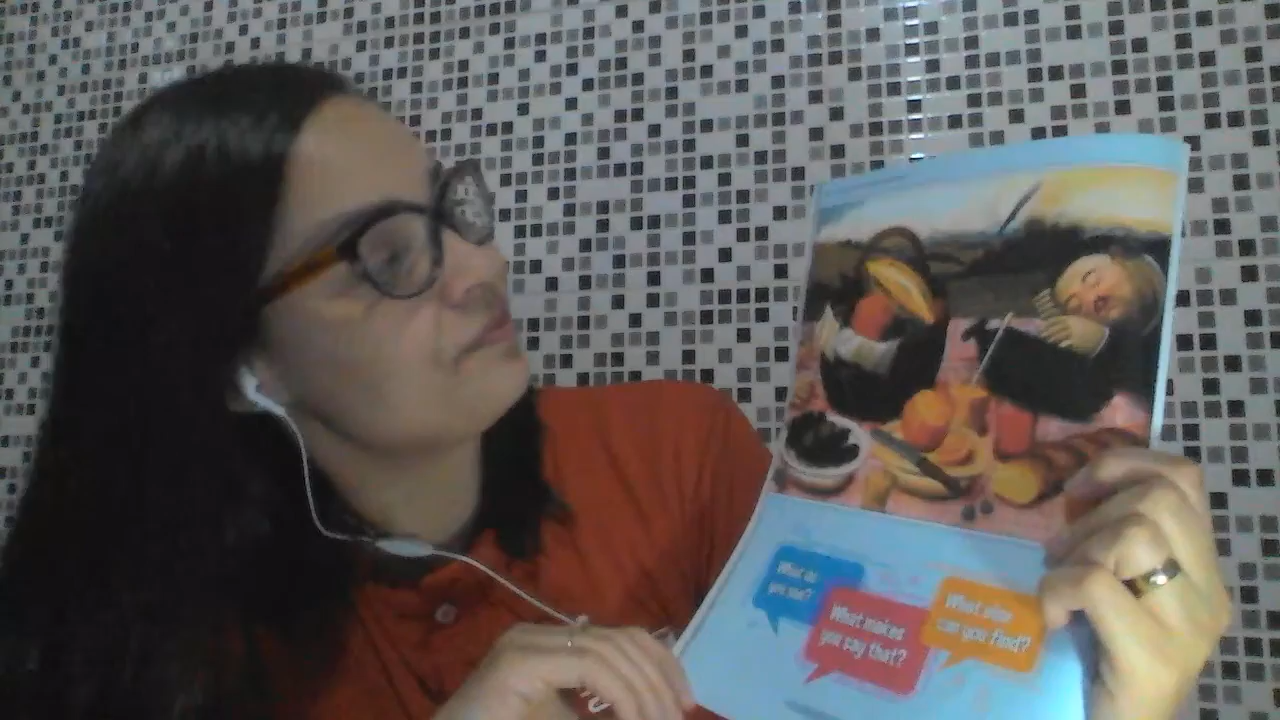 What do
you see?
What makes
you say that?
What else
can you find?